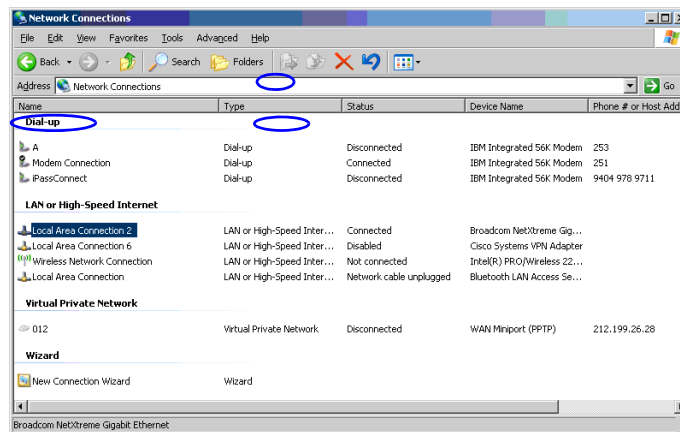 Network Connections
File Edit View Favorites Tools Advanced Help
Back Search Folders
Address Network Connections Go
Name Type Status Device Name Phone # or Host Add
Dial-up
A Dial-up Disconnected IBM Integrated 56K Modem 253
Modem Connection Dial-up Connected IBM Integrated 56K Modem 251
iPassConnect Dial-up Disconnected IBM Integrated 56K Modem 9404 978 9711
LAN or High-Speed Internet
Local Area Connection 2 LAN or High-Speed Inter... Connected Broadcom NetXtreme Gig...
Local Area Connection 6 LAN or High-Speed Inter... Disabled Cisco Systems VPN Adapter
Wireless Network Connection LAN or High-Speed Inter... Not connected Intel(R) PRO/Wireless 22...
Local Area Connection LAN or High-Speed Inter... Network cable unplugged Bluetooth LAN Access Se...
Virtual Private Network
012 Virtual Private Network Disconnected WAN Miniport (PPTP) 212.199.26.28
Wizard
New Connection Wizard Wizard
Broadcom NetXtreme Gigabit Ethernet